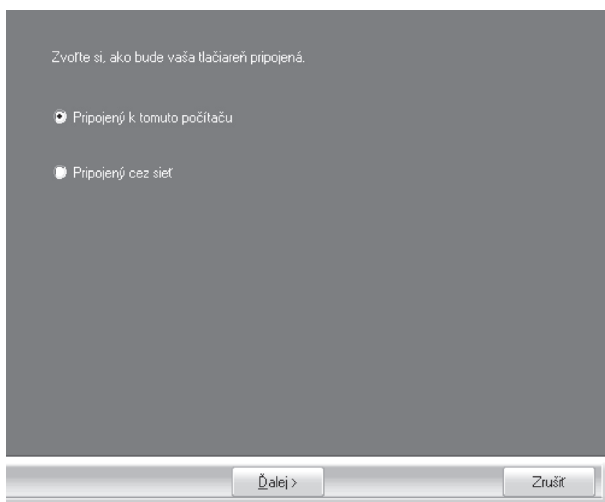 Zvoľte si, ako bude vaša tlačiareň pripojená.
Pripojený k tomuto počítaču
Pripojený cez sieť
Ďalej >
Zrušiť